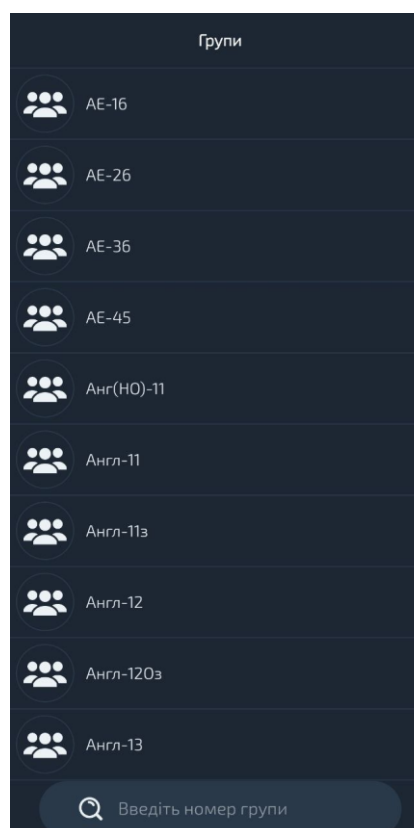 Групи
АЕ-16
АЕ-26
АЕ-36
АЕ-45
Анг(НО)-11
Англ-11
Англ-11з
Англ-12
Англ-12Оз
Англ-13
Введіть номер групи